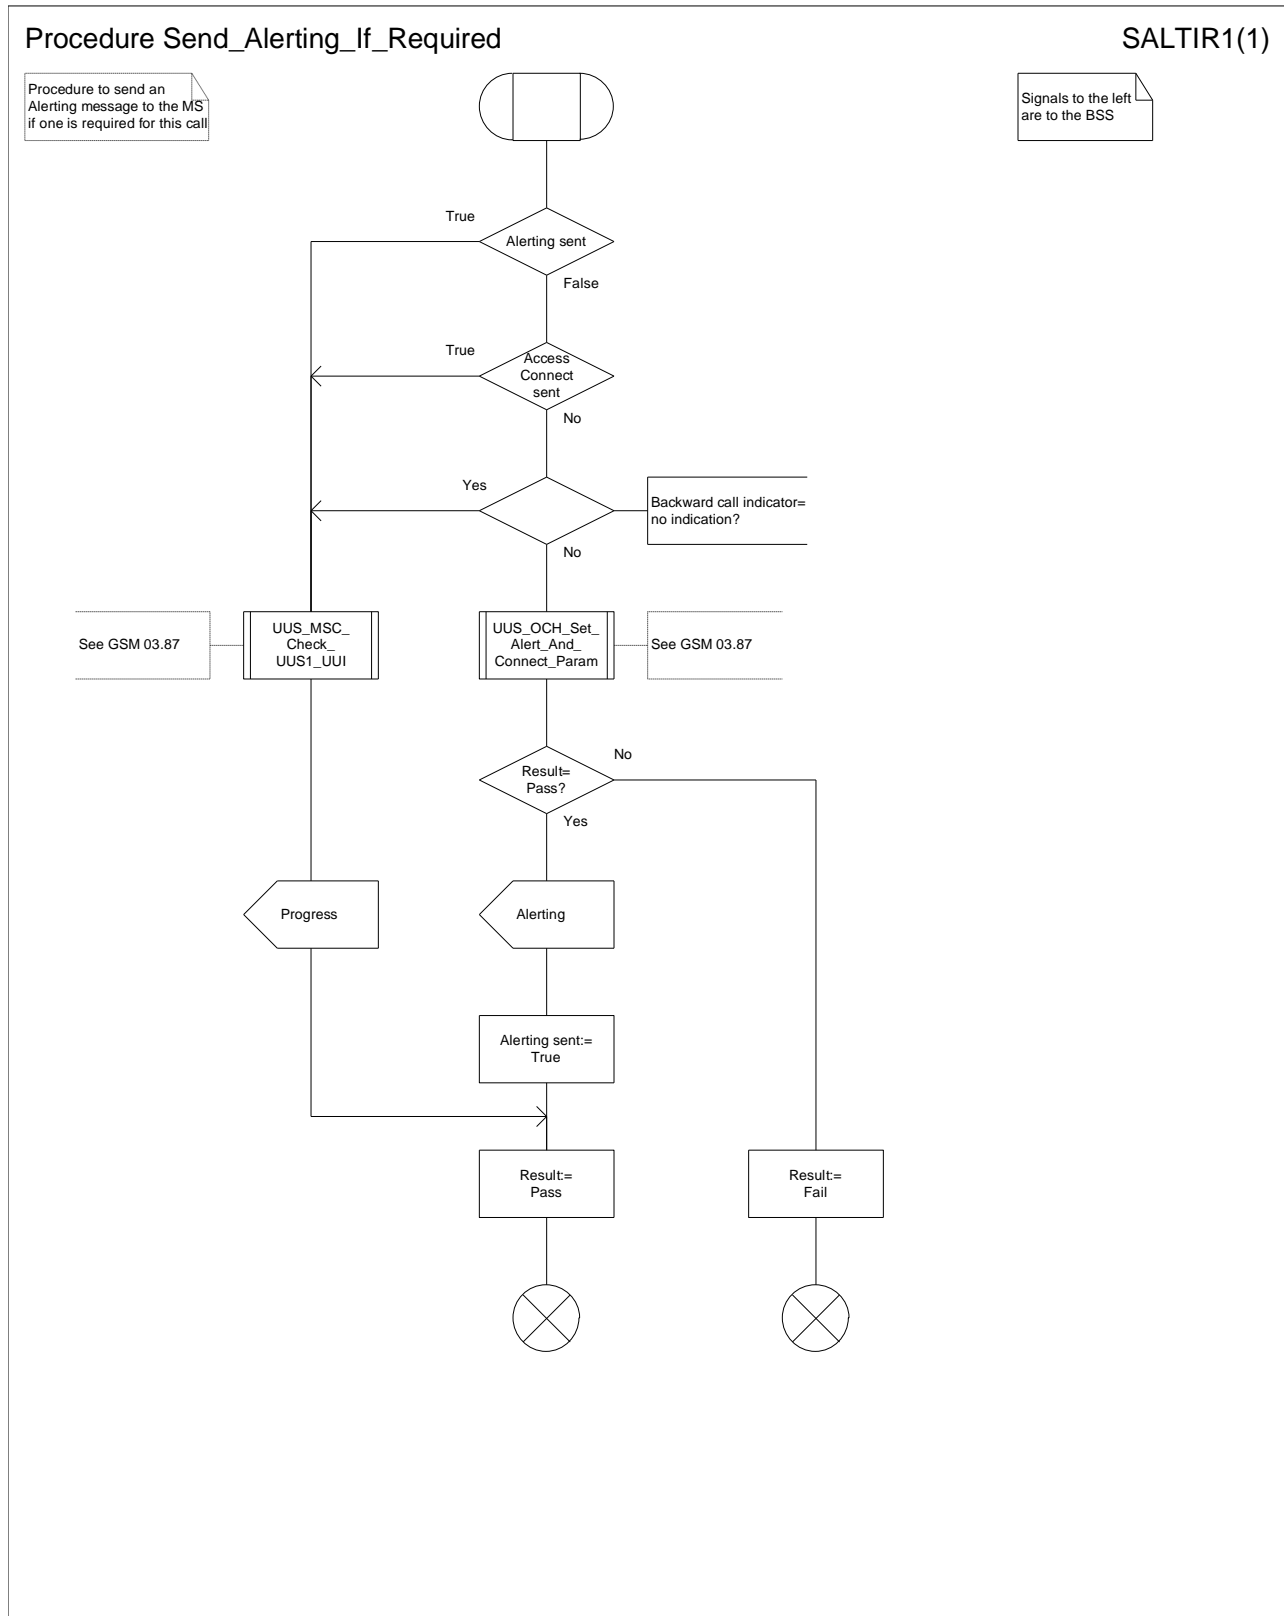 Procedure Send_Alerting_If_Required
SALTIR1(1)
Procedure to send an
Alerting message to the MS
if one is required for this call
Signals to the left
are to the BSS
True
Alerting sent
False
True
Access
Connect
sent
No
Yes
Backward call indicator=
no indication?
No
See GSM 03.87
UUS_MSC_
Check_
UUS1_UUI
UUS_OCH_Set_
Alert_And_
Connect_Param
See GSM 03.87
No
Result=
Pass?
Yes
Progress
Alerting
Alerting sent:=
True
Result:=
Pass
Result:=
Fail